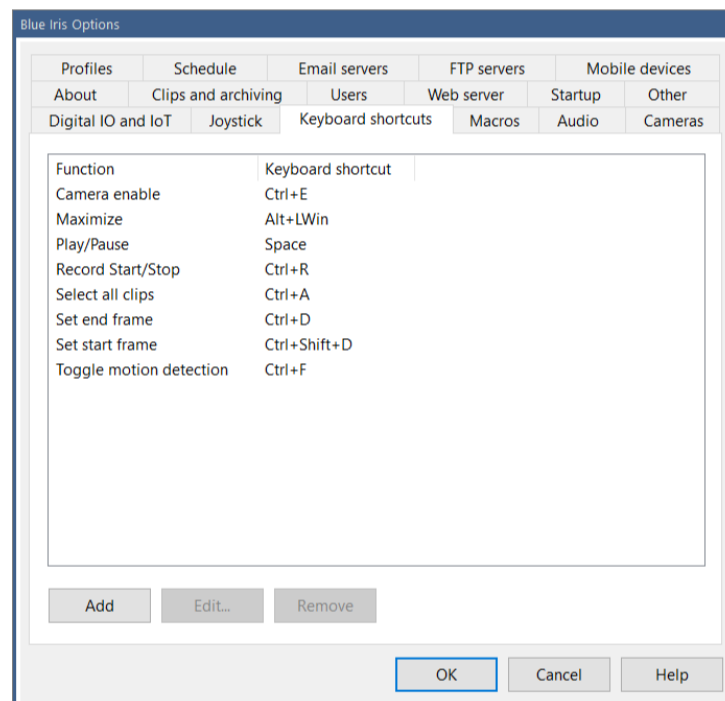 Blue Iris Options
Profiles Schedule Email servers FTP servers Mobile devices
About Clips and archiving Users Web server Startup Other
Digital IO and IoT Joystick Keyboard shortcuts Macros Audio Cameras
Function Keyboard shortcut
Camera enable Ctrl+E
Maximize Alt+LWin
Play/Pause Space
Record Start/Stop Ctrl+R
Select all clips Ctrl+A
Set end frame Ctrl+D
Set start frame Ctrl+Shift+D
Toggle motion detection Ctrl+F
Add Edit... Remove
OK Cancel Help